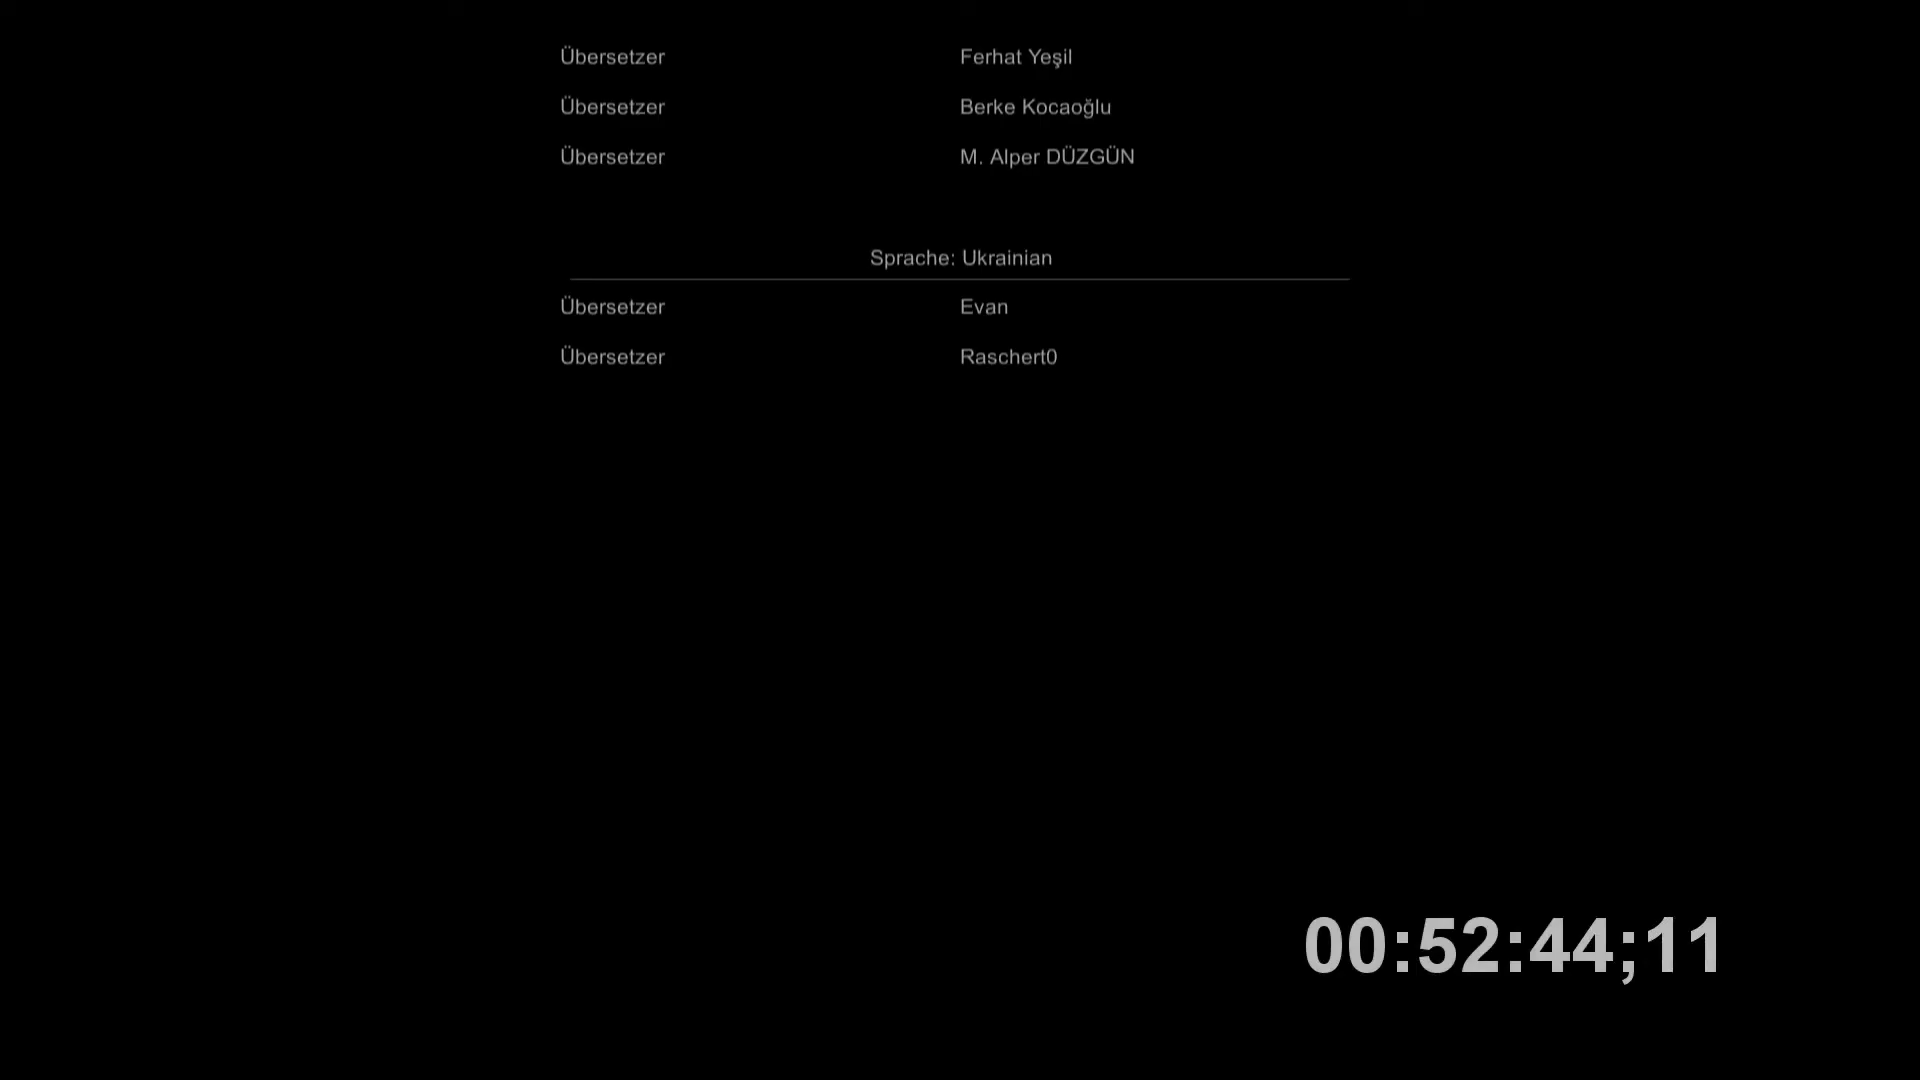 Übersetzer Ferhat Yeşil
Übersetzer Berke Kocaoğlu
Übersetzer M. Alper DÜZGÜN
Sprache: Ukrainian
Übersetzer Evan
Übersetzer Raschert0
00:52:44;11